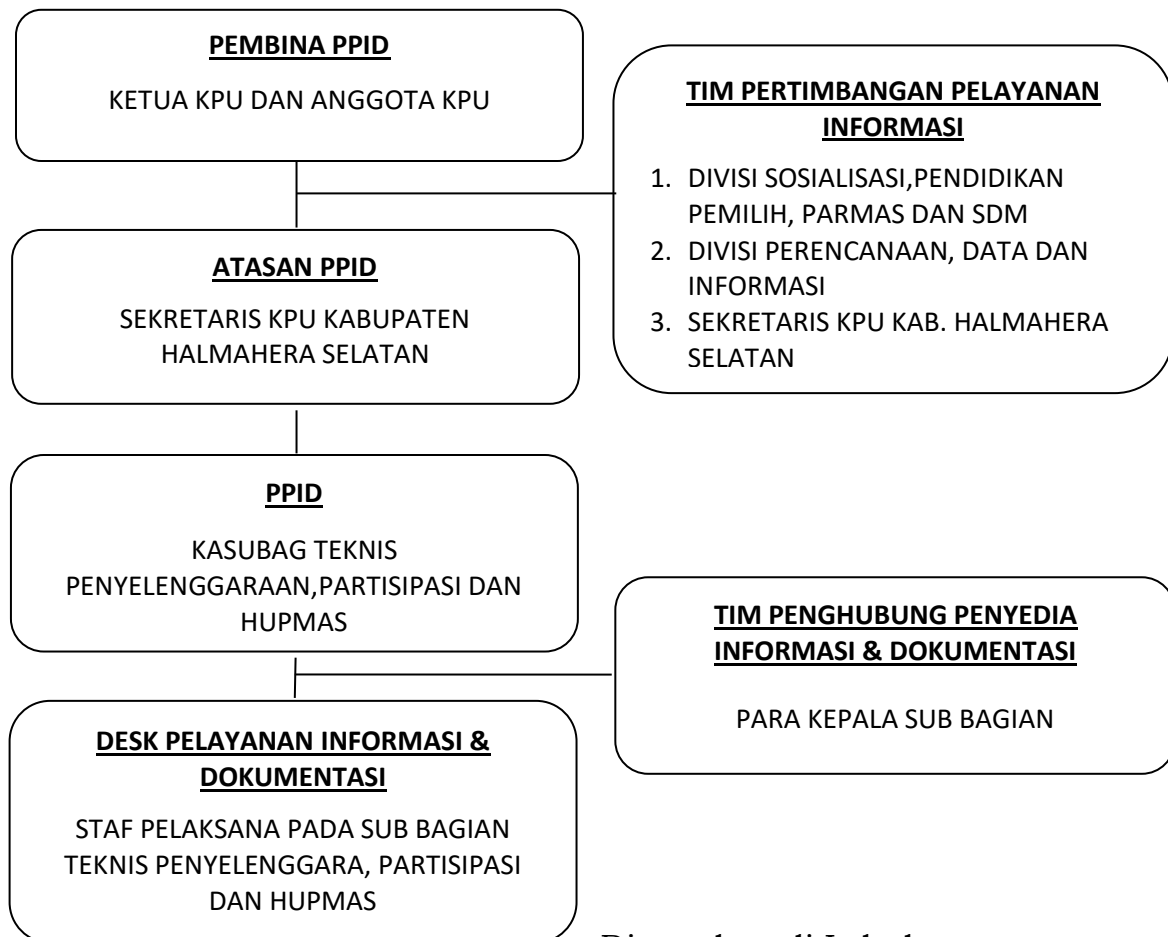 PEMBINA PPID
KETUA KPU DAN ANGGOTA KPU
TIM PERTIMBANGAN PELAYANAN
INFORMASI
1. DIVISI SOSIALISASI,PENDIDIKAN
PEMILIH, PARMAS DAN SDM
2. DIVISI PERENCANAAN, DATA DAN
INFORMASI
3. SEKRETARIS KPU KAB. HALMAHERA
SELATAN
ATASAN PPID
SEKRETARIS KPU KABUPATEN
HALMAHERA SELATAN
PPID
KASUBAG TEKNIS
PENYELENGGARAAN,PARTISIPASI DAN
HUPMAS
TIM PENGHUBUNG PENYEDIA
INFORMASI & DOKUMENTASI
PARA KEPALA SUB BAGIAN
DESK PELAYANAN INFORMASI &
DOKUMENTASI
STAF PELAKSANA PADA SUB BAGIAN
TEKNIS PENYELENGGARA, PARTISIPASI
DAN HUPMAS